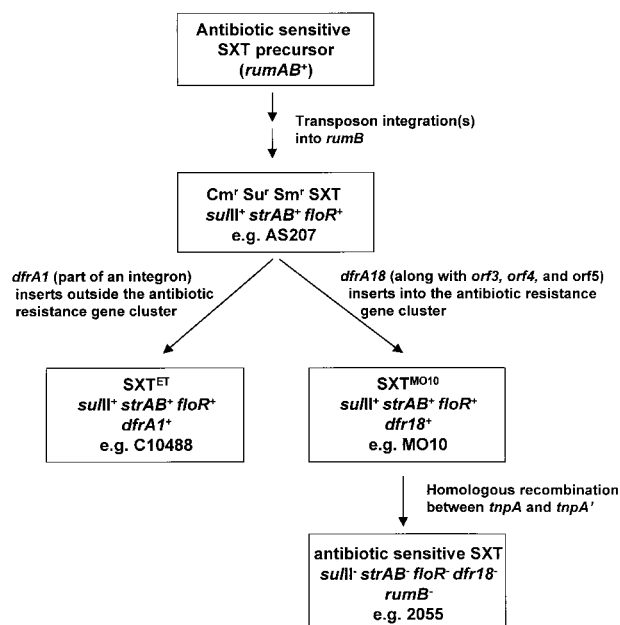 Antibiotic sensitive
SXT precursor
(rumAB⁺)
Transposon integration(s)
into rumB
Cmʳ Suʳ Smʳ SXT
sulII⁺ strAB⁺ floR⁺
e.g. AS207
dfrA1 (part of an integron)
inserts outside the antibiotic
resistance gene cluster
dfrA18 (along with orf3, orf4, and orf5)
inserts into the antibiotic resistance
gene cluster
SXTᴱᵀ
sulII⁺ strAB⁺ floR⁺
dfrA1⁺
e.g. C10488
SXTᴹᴼ¹⁰
sulII⁺ strAB⁺ floR⁺
dfr18⁺
e.g. MO10
Homologous recombination
between tnpA and tnpA'
antibiotic sensitive SXT
sulII⁻ strAB⁻ floR⁻ dfr18⁻
rumB⁻
e.g. 2055